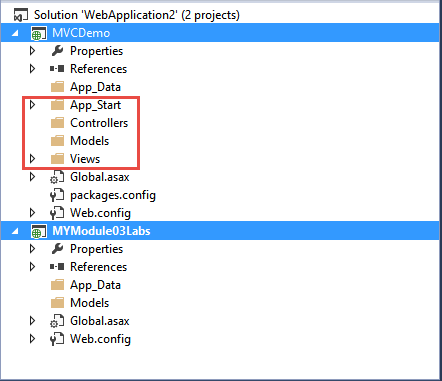 Solution 'WebApplication2' (2 projects)
MVCDemo
Properties
References
App_Data
App_Start
Controllers
Models
Views
Global.asax
packages.config
Web.config
MYModule03Labs
Properties
References
App_Data
Models
Global.asax
Web.config